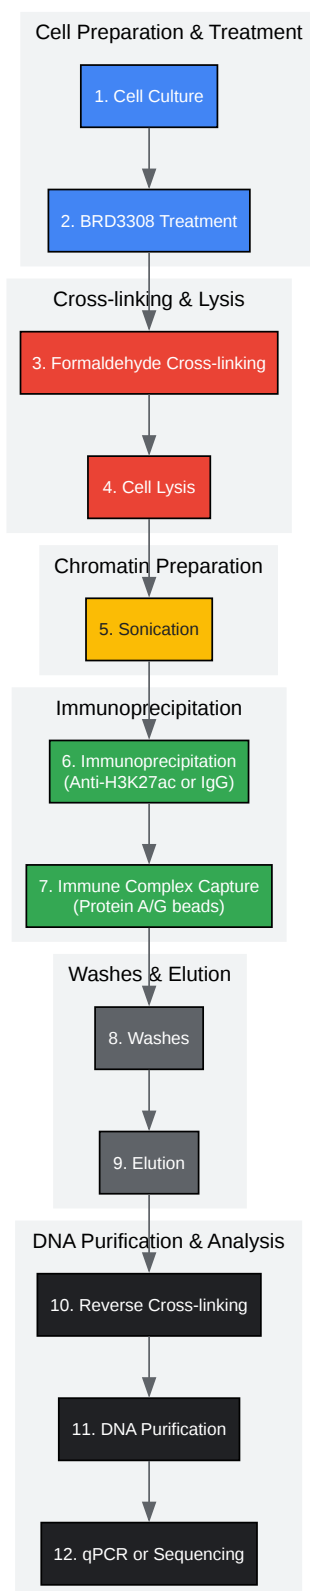 Cell Preparation & Treatment
1. Cell Culture
2. BRD3308 Treatment
Cross-linking & Lysis
3. Formaldehyde Cross-linking
4. Cell Lysis
Chromatin Preparation
5. Sonication
Immunoprecipitation
6. Immunoprecipitation
(Anti-H3K27ac or IgG)
7. Immune Complex Capture
(Protein A/G beads)
Washes & Elution
8. Washes
9. Elution
DNA Purification & Analysis
10. Reverse Cross-linking
11. DNA Purification
12. qPCR or Sequencing